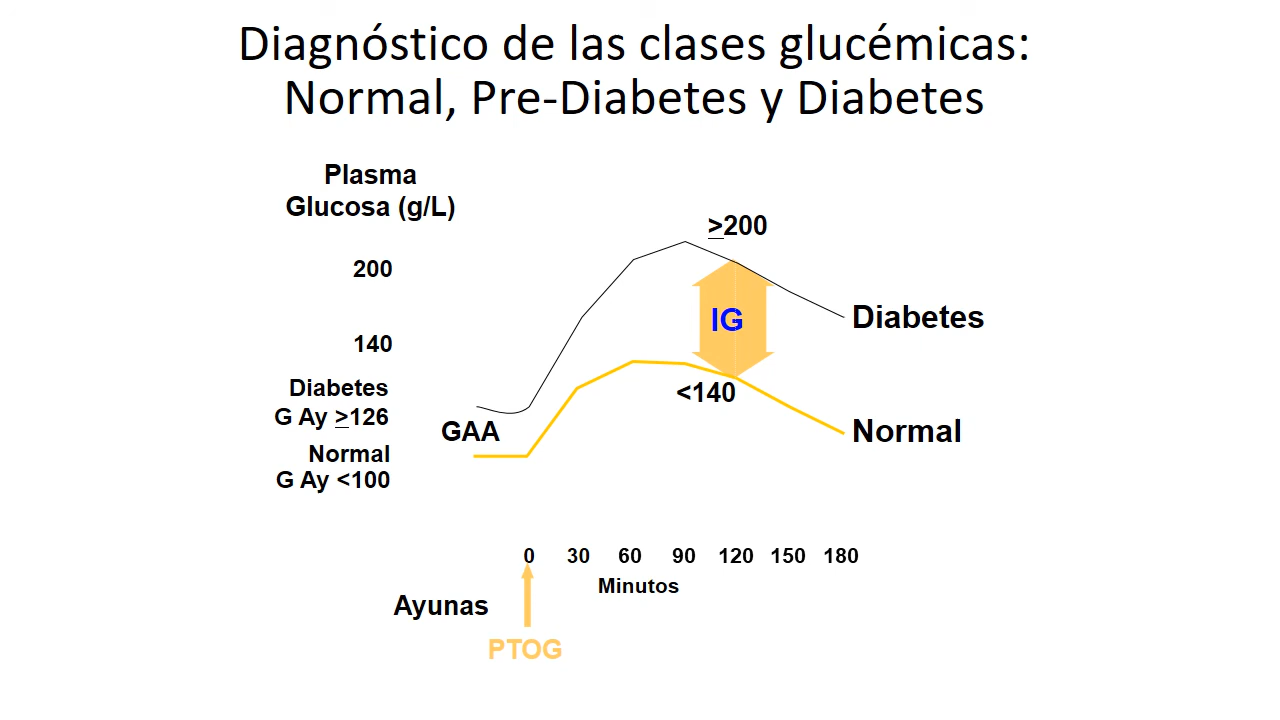 Diagnóstico de las clases glucémicas:
Normal, Pre-Diabetes y Diabetes
Plasma
Glucosa (g/L)
>200
200
IG
Diabetes
140
Diabetes
G Ay >126
<140
GAA
Normal
Normal
G Ay <100
0 30 60 90 120 150 180
Minutos
Ayunas
PTOG